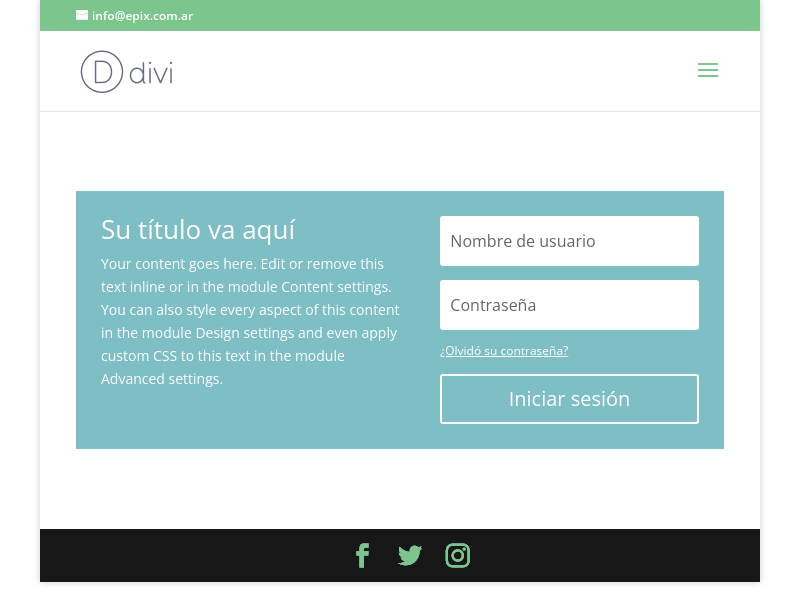 info@epix.com.ar
D divi
Su título va aquí
Your content goes here. Edit or remove this
text inline or in the module Content settings.
You can also style every aspect of this content
in the module Design settings and even apply
custom CSS to this text in the module
Advanced settings.
Nombre de usuario
Contraseña
¿Olvidó su contraseña?
Iniciar sesión